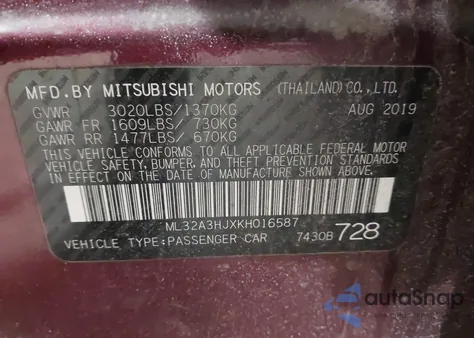 MFD.BY MITSUBISHI MOTORS (THAILAND) CO., LTD.
GVWR 3020LBS/1370KG AUG 2019
GAWR FR 1609LBS/ 730KG
GAWR RR 1477LBS/ 670KG
THIS VEHICLE CONFORMS TO ALL APPLICABLE FEDERAL MOTOR
VEHICLE SAFETY, BUMPER, AND THEFT PREVENTION STANDARDS
IN EFFECT ON THE DATE OF MANUFACTURE SHOWN ABOVE.
ML32A3HJXKH016587
VEHICLE TYPE:PASSENGER CAR 7430B 728
autoSnap